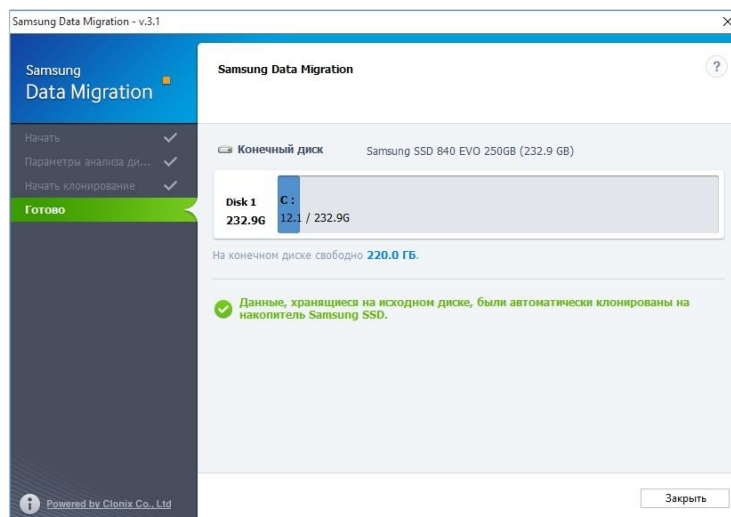 Samsung Data Migration - v.3.1
Samsung
Data Migration
Samsung Data Migration
?
Начать
Параметры анализа ди...
Начать клонирование
Готово
Конечный диск
Samsung SSD 840 EVO 250GB (232.9 GB)
Disk 1
232.9G
C :
12.1 / 232.9G
На конечном диске свободно 220.0 ГБ.
Данные, хранящиеся на исходном диске, были автоматически клонированы на
накопитель Samsung SSD.
Powered by Clonix Co., Ltd
Закрыть